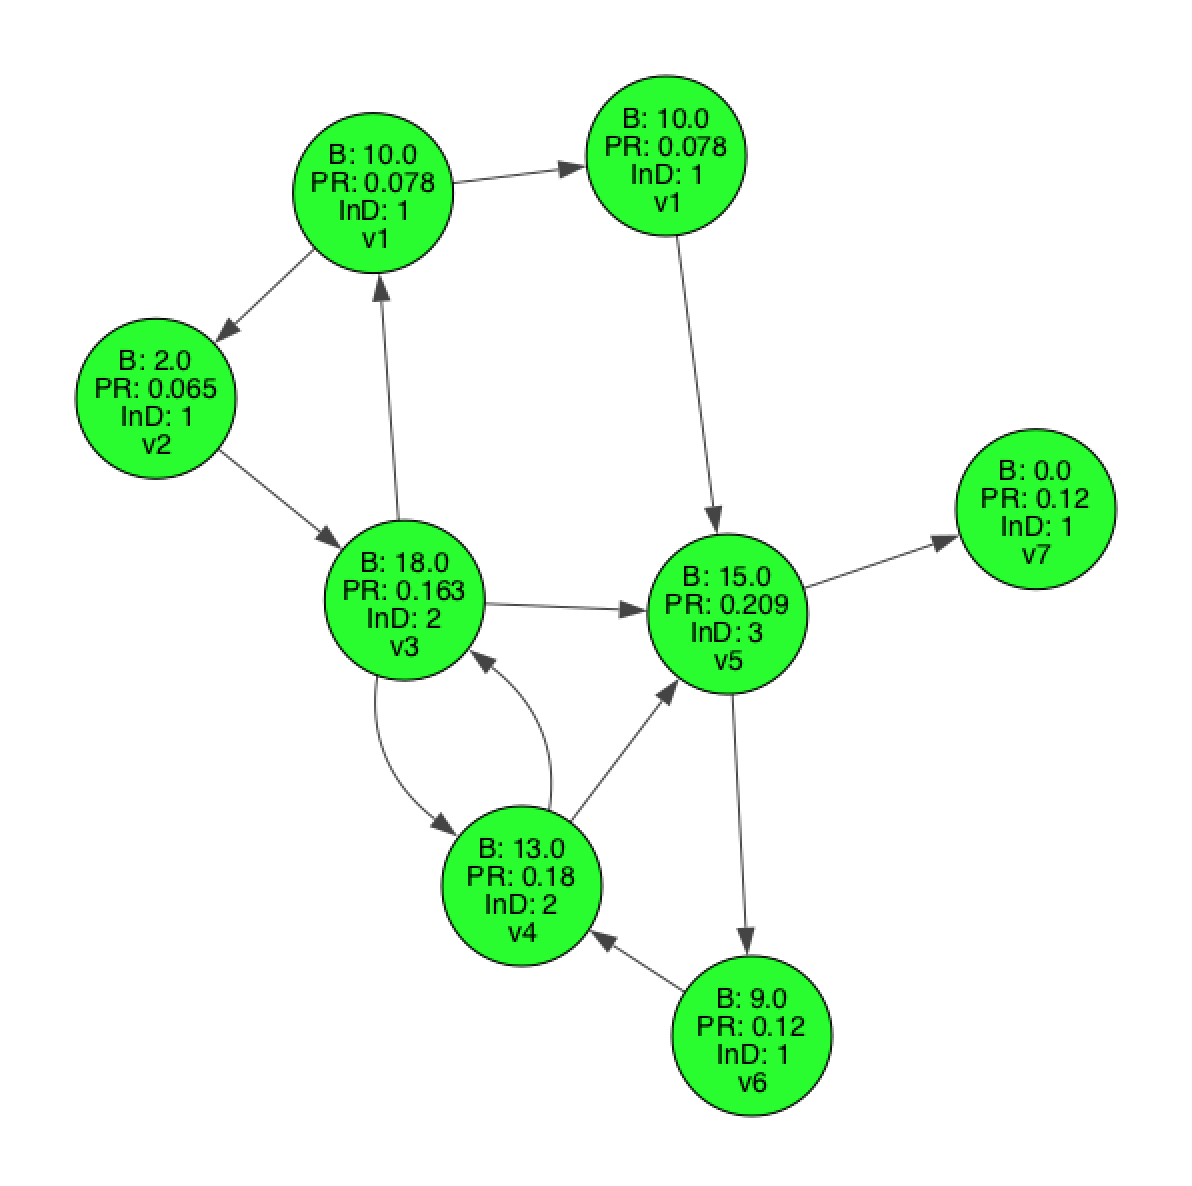 B: 10.0
PR: 0.078
InD: 1
v1
B: 10.0
PR: 0.078
InD: 1
v1
B: 2.0
PR: 0.065
InD: 1
v2
B: 0.0
PR: 0.12
InD: 1
v7
B: 18.0
PR: 0.163
InD: 2
v3
B: 15.0
PR: 0.209
InD: 3
v5
B: 13.0
PR: 0.18
InD: 2
v4
B: 9.0
PR: 0.12
InD: 1
v6